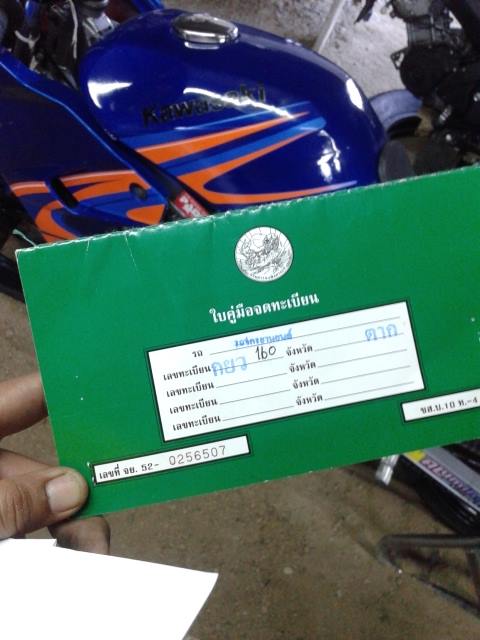 Kawasaki
ใบคู่มือจดทะเบียน
รถ รถจักรยานยนต์
เลขทะเบียน กยว 160 จังหวัด ตาก
เลขทะเบียน จังหวัด
เลขทะเบียน จังหวัด
เลขทะเบียน จังหวัด
ขส.บ.10 ท.-4
เลขที่ จย. 52- 0256507